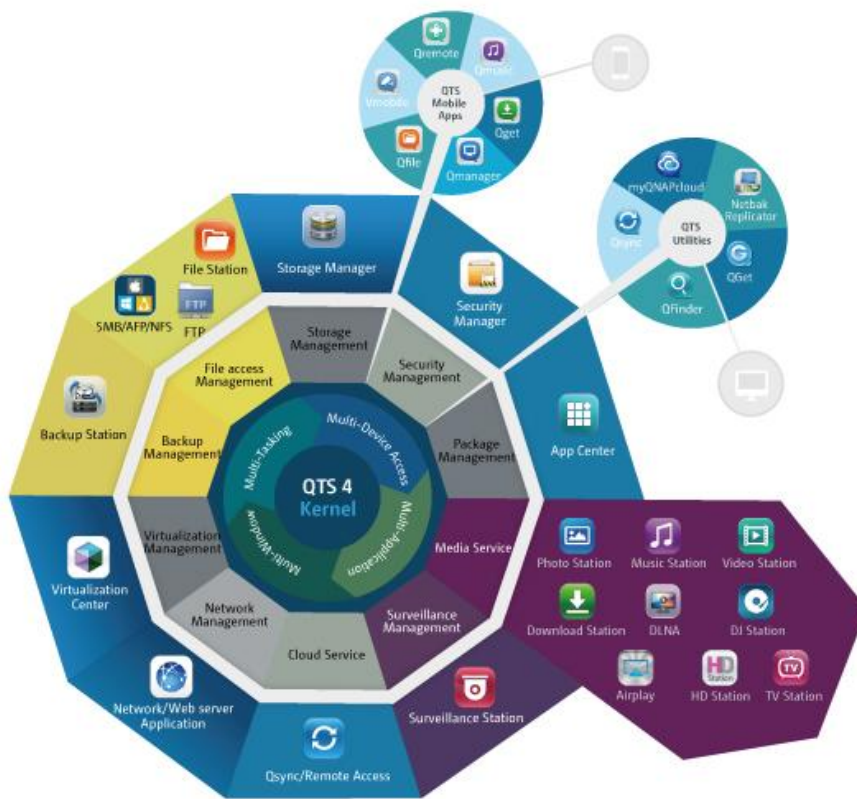 Qremote
Qmusic
Vmobile
QTS
Mobile
Apps
Qget
Qfile
Qmanager
myQNAPcloud
Netbak
Replicator
Qsync
QTS
Utilities
QGet
QFinder
File Station
Storage Manager
SMB/AFP/NFS
FTP
FTP
Security
Manager
Backup Station
App Center
Storage
Management
File access
Management
Security
Management
Backup
Management
Package
Management
Virtualization
Management
Media Service
Network
Management
Surveillance
Management
Cloud Service
Multi-Tasking
Multi-Device Access
Multi-Application
Multi-Window
QTS 4
Kernel
Virtualization
Center
Network/Web server
Application
Qsync/Remote Access
Surveillance Station
Photo Station
Music Station
Video Station
Download Station
DLNA
DJ Station
Airplay
HD
Station
HD Station
TV
TV Station